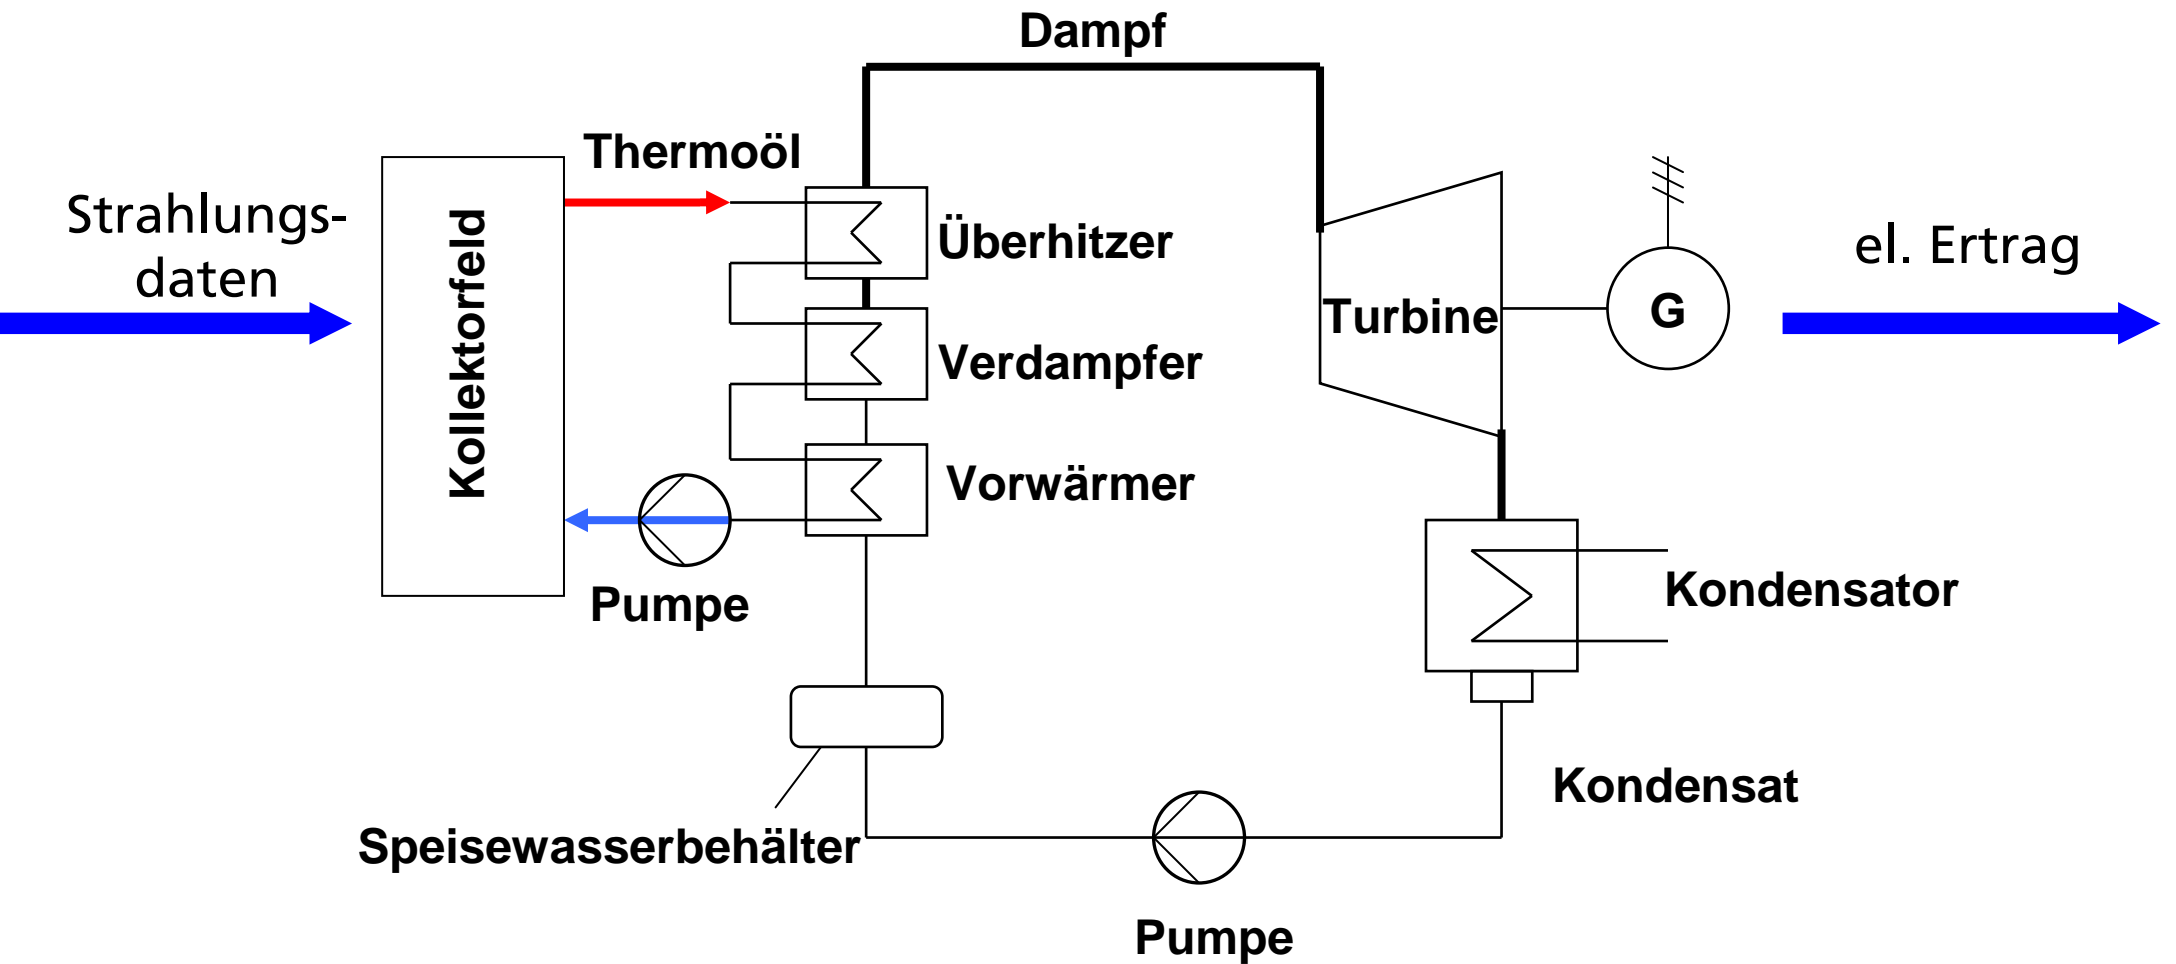 Dampf
Thermoöl
Strahlungs-
daten
Kollektorfeld
Überhitzer
el. Ertrag
Turbine
G
Verdampfer
Vorwärmer
Pumpe
Kondensator
Kondensat
Speisewasserbehälter
Pumpe